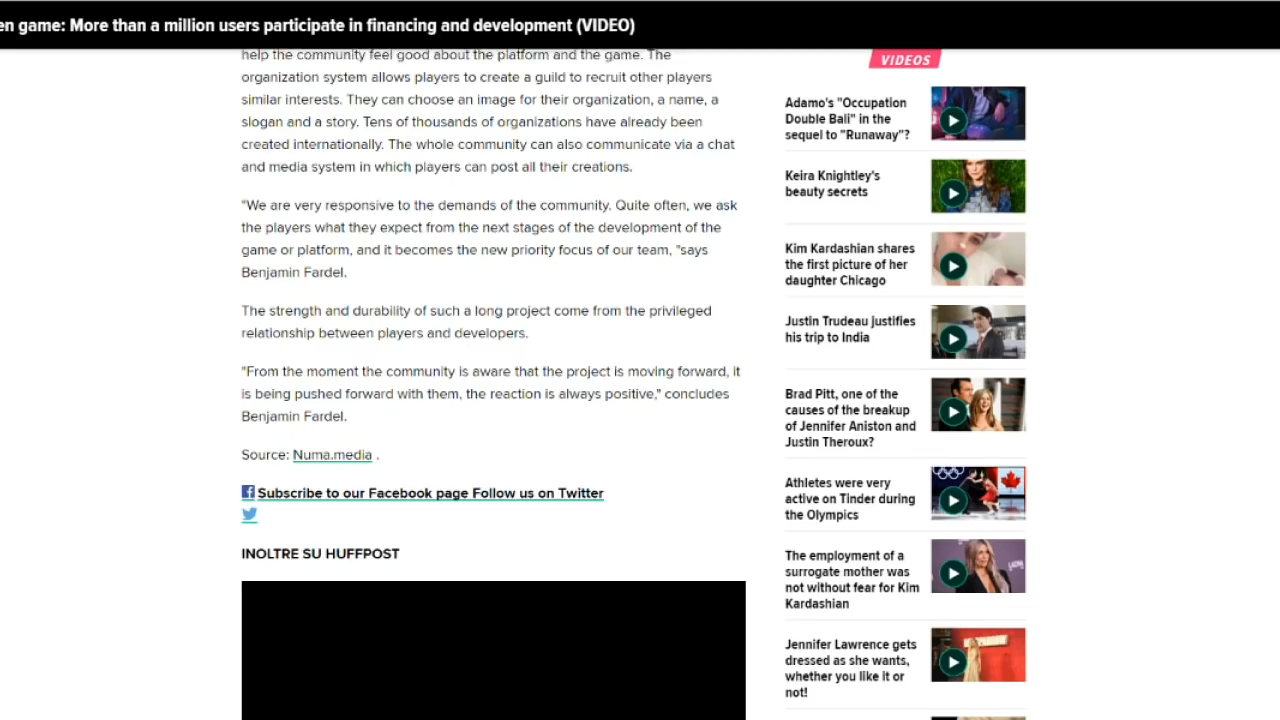 en game: More than a million users participate in financing and development (VIDEO)
help the community feel good about the platform and the game. The
organization system allows players to create a guild to recruit other players
similar interests. They can choose an image for their organization, a name, a
slogan and a story. Tens of thousands of organizations have already been
created internationally. The whole community can also communicate via a chat
and media system in which players can post all their creations.
"We are very responsive to the demands of the community. Quite often, we ask
the players what they expect from the next stages of the development of the
game or platform, and it becomes the new priority focus of our team, "says
Benjamin Fardel.
The strength and durability of such a long project come from the privileged
relationship between players and developers.
"From the moment the community is aware that the project is moving forward, it
is being pushed forward with them, the reaction is always positive," concludes
Benjamin Fardel.
Source: Numa.media .
Subscribe to our Facebook page Follow us on Twitter
INOLTRE SU HUFFPOST
VIDEOS
Adamo's "Occupation
Double Bali" in the
sequel to "Runaway"?
Keira Knightley's
beauty secrets
Kim Kardashian shares
the first picture of her
daughter Chicago
Justin Trudeau justifies
his trip to India
Brad Pitt, one of the
causes of the breakup
of Jennifer Aniston and
Justin Theroux?
Athletes were very
active on Tinder during
the Olympics
The employment of a
surrogate mother was
not without fear for Kim
Kardashian
Jennifer Lawrence gets
dressed as she wants,
whether you like it or
not!